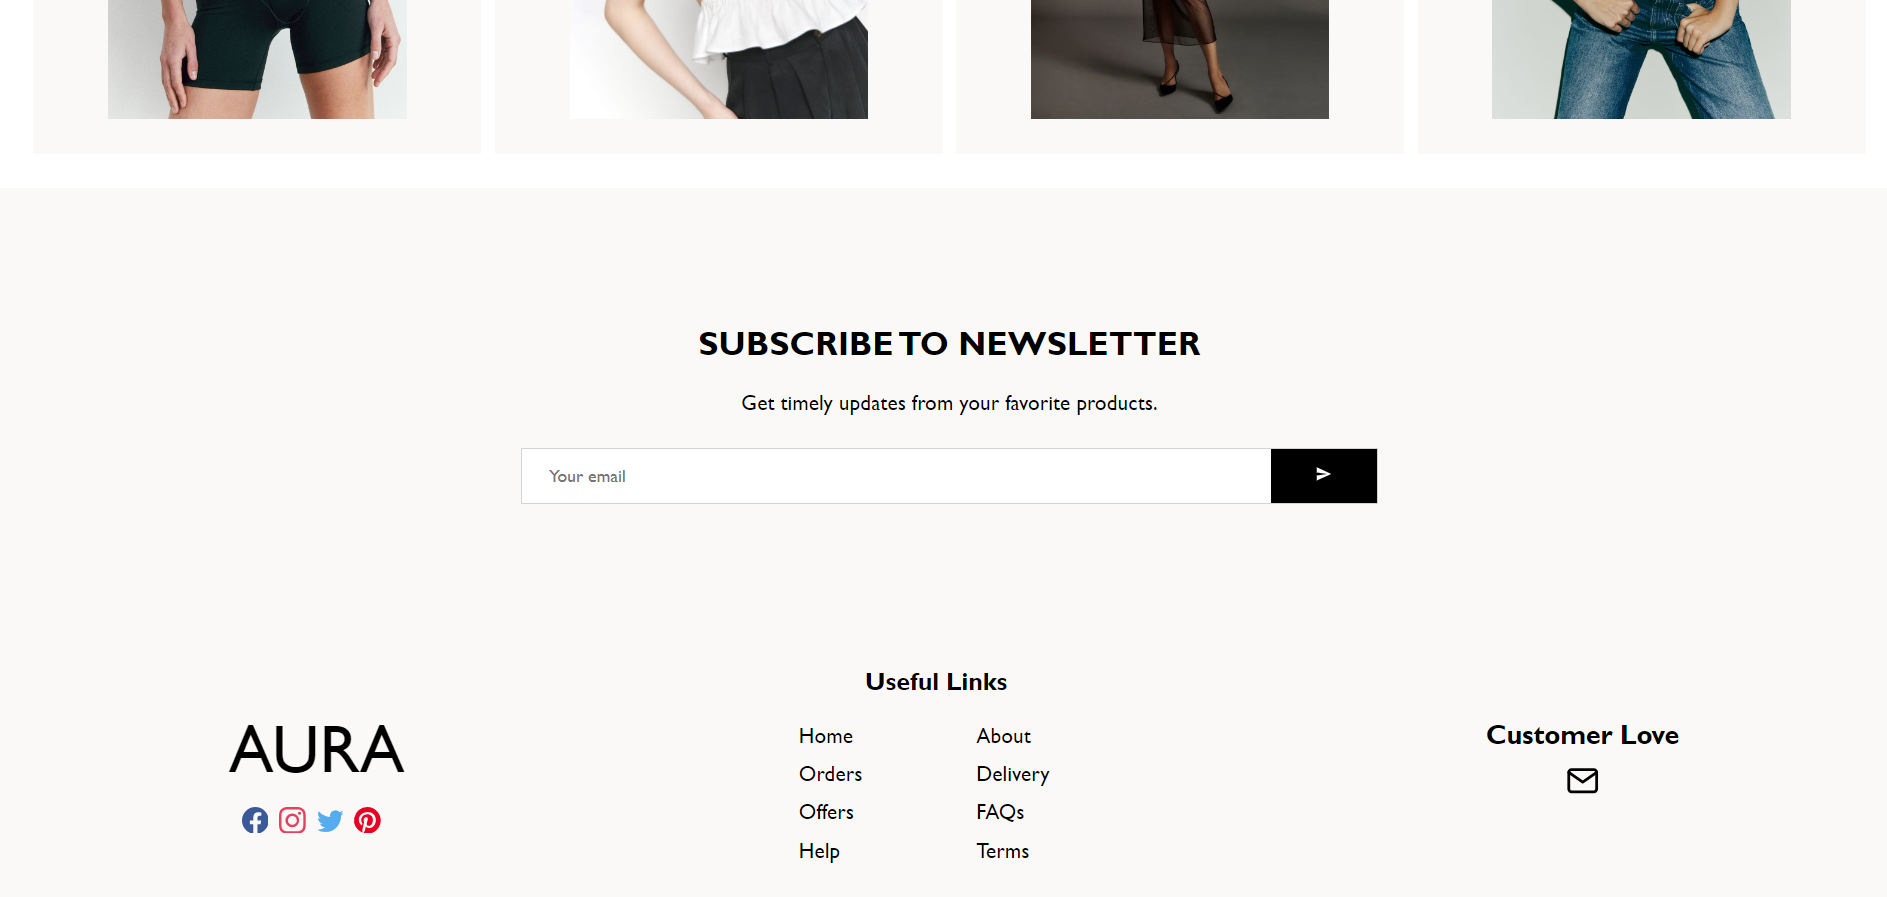 SUBSCRIBE TO NEWSLETTER
Get timely updates from your favorite products.
Your email
AURA
Useful Links
Home
Orders
Offers
Help
About
Delivery
FAQs
Terms
Customer Love